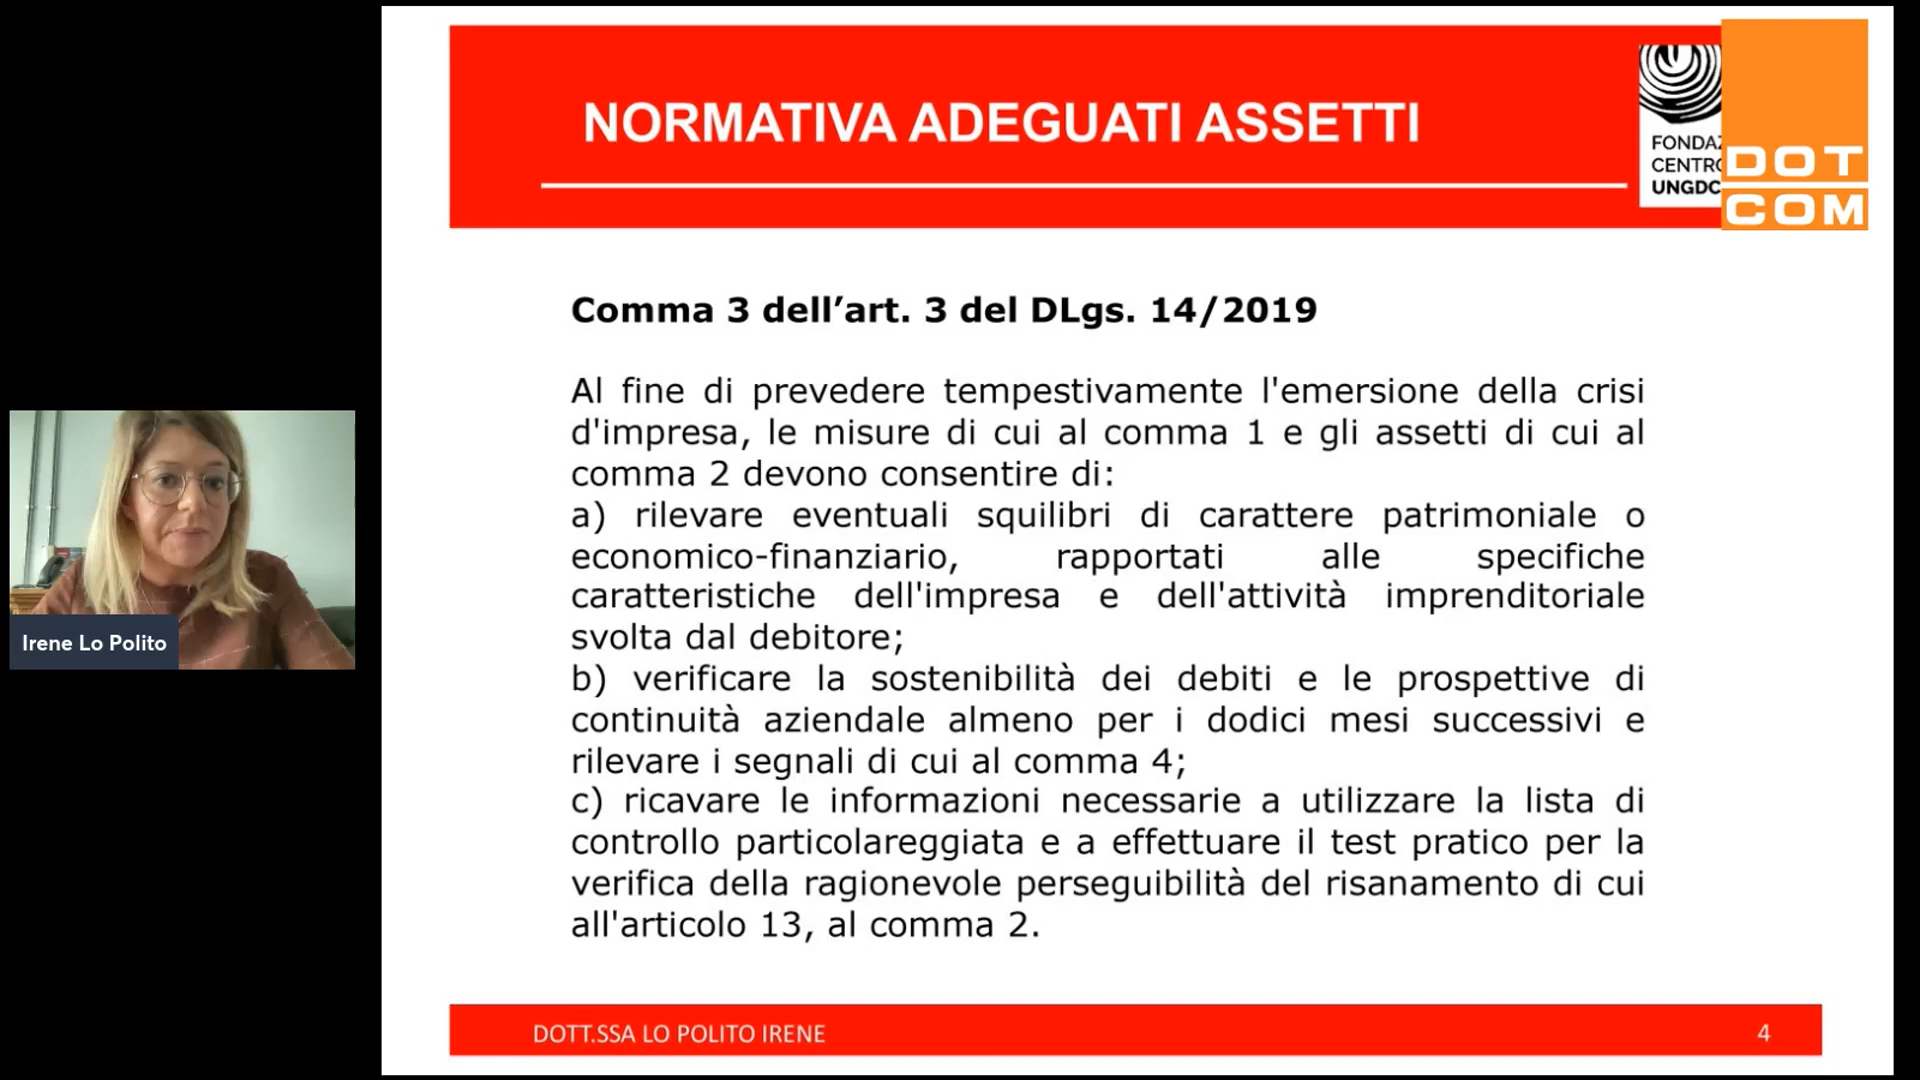 NORMATIVA ADEGUATI ASSETTI
CENTRO
UNGDC
DOT
COM
Comma 3 dell’art. 3 del DLgs. 14/2019
Al fine di prevedere tempestivamente l'emersione della crisi
d'impresa, le misure di cui al comma 1 e gli assetti di cui al
comma 2 devono consentire di:
a) rilevare eventuali squilibri di carattere patrimoniale o
economico-finanziario, rapportati alle specifiche
caratteristiche dell'impresa e dell'attività imprenditoriale
svolta dal debitore;
b) verificare la sostenibilità dei debiti e le prospettive di
continuità aziendale almeno per i dodici mesi successivi e
rilevare i segnali di cui al comma 4;
c) ricavare le informazioni necessarie a utilizzare la lista di
controllo particolareggiata e a effettuare il test pratico per la
verifica della ragionevole perseguibilità del risanamento di cui
all'articolo 13, al comma 2.
Irene Lo Polito
DOTT.SSA LO POLITO IRENE
4